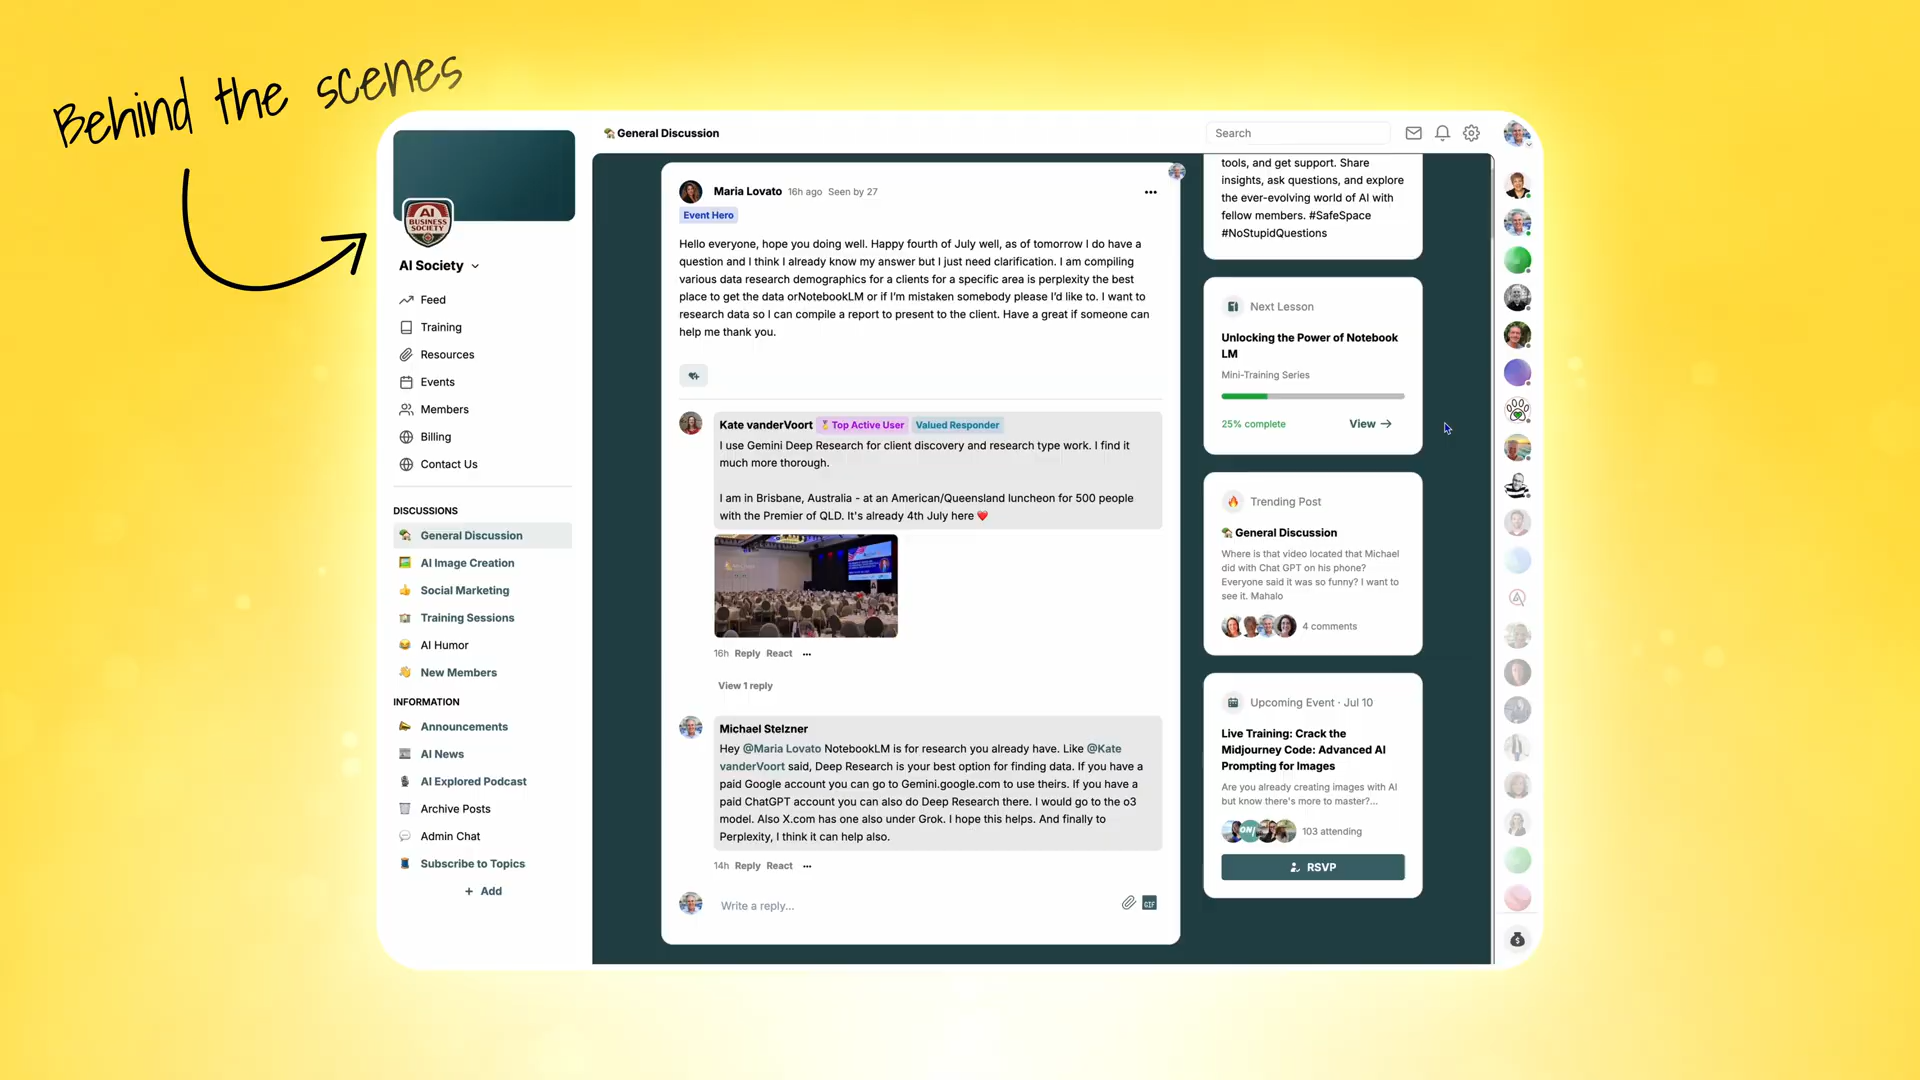 Behind the scenes
AI
BUSINESS
SOCIETY
AI Society
Feed
Training
Resources
Events
Members
Billing
Contact Us
DISCUSSIONS
General Discussion
AI Image Creation
Social Marketing
Training Sessions
AI Humor
New Members
INFORMATION
Announcements
AI News
AI Explored Podcast
Archive Posts
Admin Chat
Subscribe to Topics
+ Add
General Discussion
Search
Maria Lovato 16h ago Seen by 27
Event Hero
Hello everyone, hope you doing well. Happy fourth of July well, as of tomorrow I do have a
question and I think I already know my answer but I just need clarification. I am compiling
various data research demographics for a clients for a specific area is perplexity the best
place to get the data orNotebookLM or if I'm mistaken somebody please I'd like to. I want to
research data so I can compile a report to present to the client. Have a great if someone can
help me thank you.
Kate vanderVoort Top Active User Valued Responder
I use Gemini Deep Research for client discovery and research type work. I find it
much more thorough.
I am in Brisbane, Australia - at an American/Queensland luncheon for 500 people
with the Premier of QLD. It's already 4th July here ❤️
16h Reply React ...
View 1 reply
Michael Stelzner
Hey @Maria Lovato NotebookLM is for research you already have. Like @Kate
vanderVoort said, Deep Research is your best option for finding data. If you have a
paid Google account you can go to Gemini.google.com to use theirs. If you have a
paid ChatGPT account you can also do Deep Research there. I would go to the o3
model. Also X.com has one also under Grok. I hope this helps. And finally to
Perplexity, I think it can help also.
14h Reply React ...
Write a reply...
GIF
tools, and get support. Share
insights, ask questions, and explore
the ever-evolving world of AI with
fellow members. #SafeSpace
#NoStupidQuestions
Next Lesson
Unlocking the Power of Notebook
LM
Mini-Training Series
25% complete View →
Trending Post
General Discussion
Where is that video located that Michael
did with Chat GPT on his phone?
Everyone said it was so funny? I want to
see it. Mahalo
4 comments
Upcoming Event · Jul 10
Live Training: Crack the
Midjourney Code: Advanced AI
Prompting for Images
Are you already creating images with AI
but know there's more to master?...
ON!
103 attending
RSVP